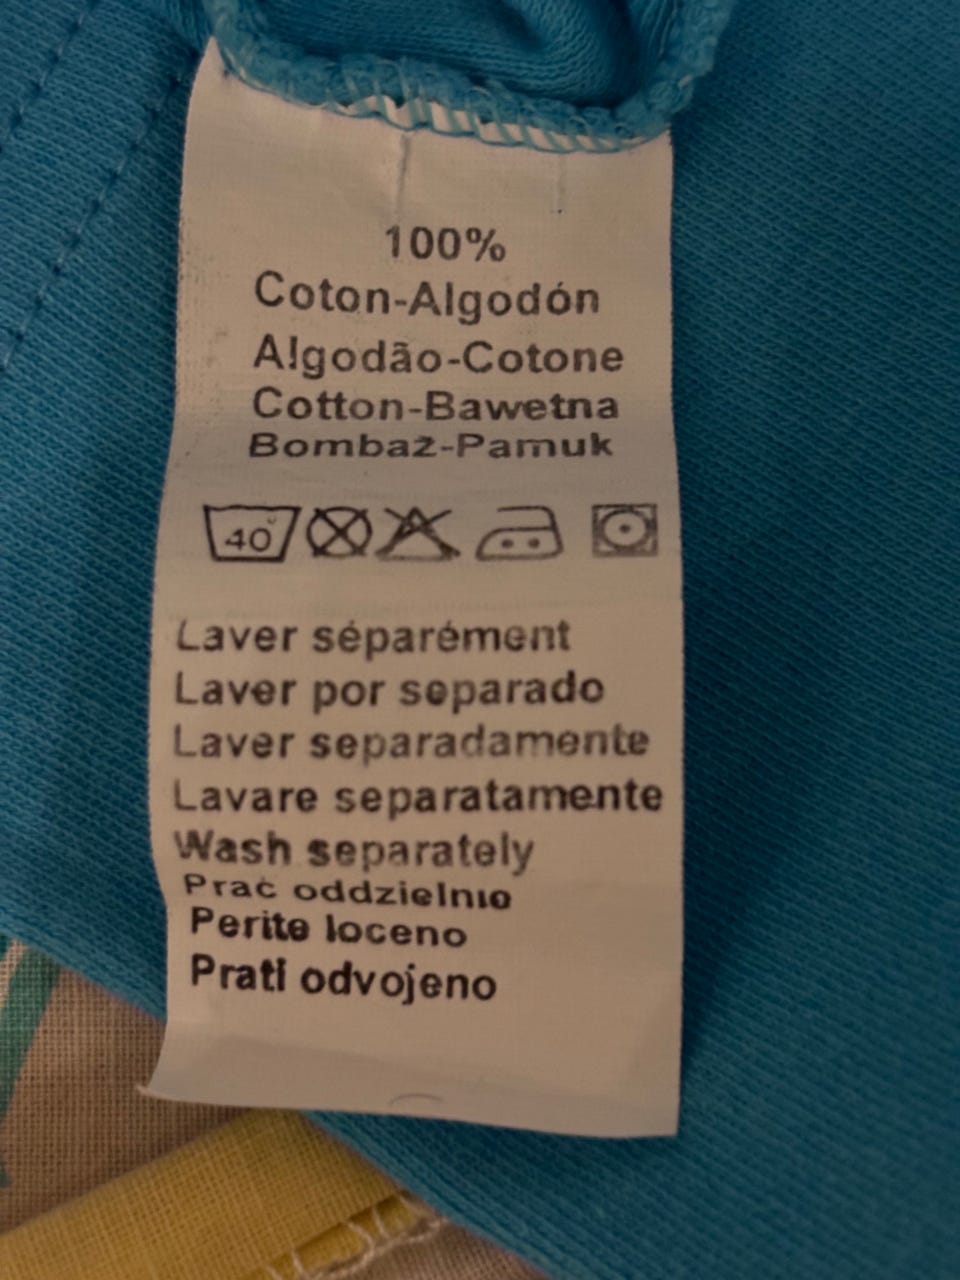 100%
Coton-Algodón
Algodão-Cotone
Cotton-Bawetna
Bombaž-Pamuk
40°
Laver séparément
Laver por separado
Laver separadamente
Lavare separatamente
Wash separately
Prac oddzielnio
Perite loceno
Prati odvojeno